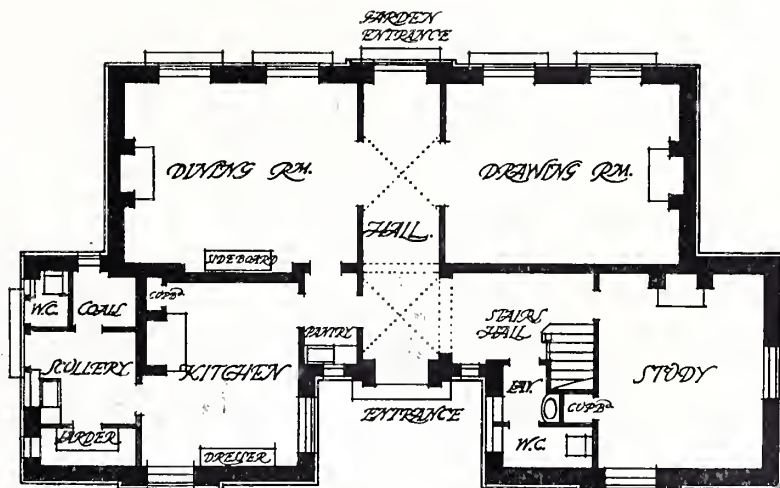 GARDEN
ENTRANCE
DINING RM.
DRAWING RM.
HALL.
SIDEBOARD
W.C.
COALS
CUPBD.
PANTRY
STAIRS
HALL
SCULLERY
KITCHEN
STUDY
LAV.
CUPBD.
ENTRANCE
LARDER
W.C.
DRESSER